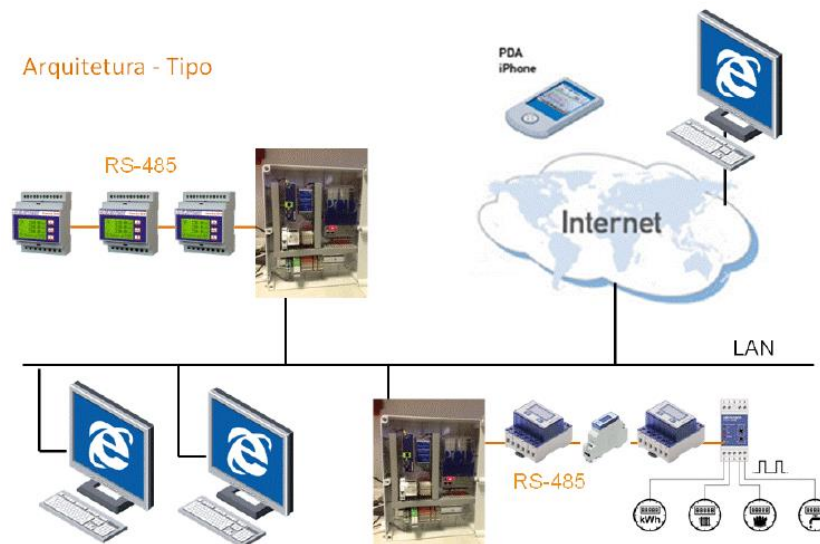 Arquitetura - Tipo
PDA
iPhone
RS-485
Internet
LAN
RS-485
kWh